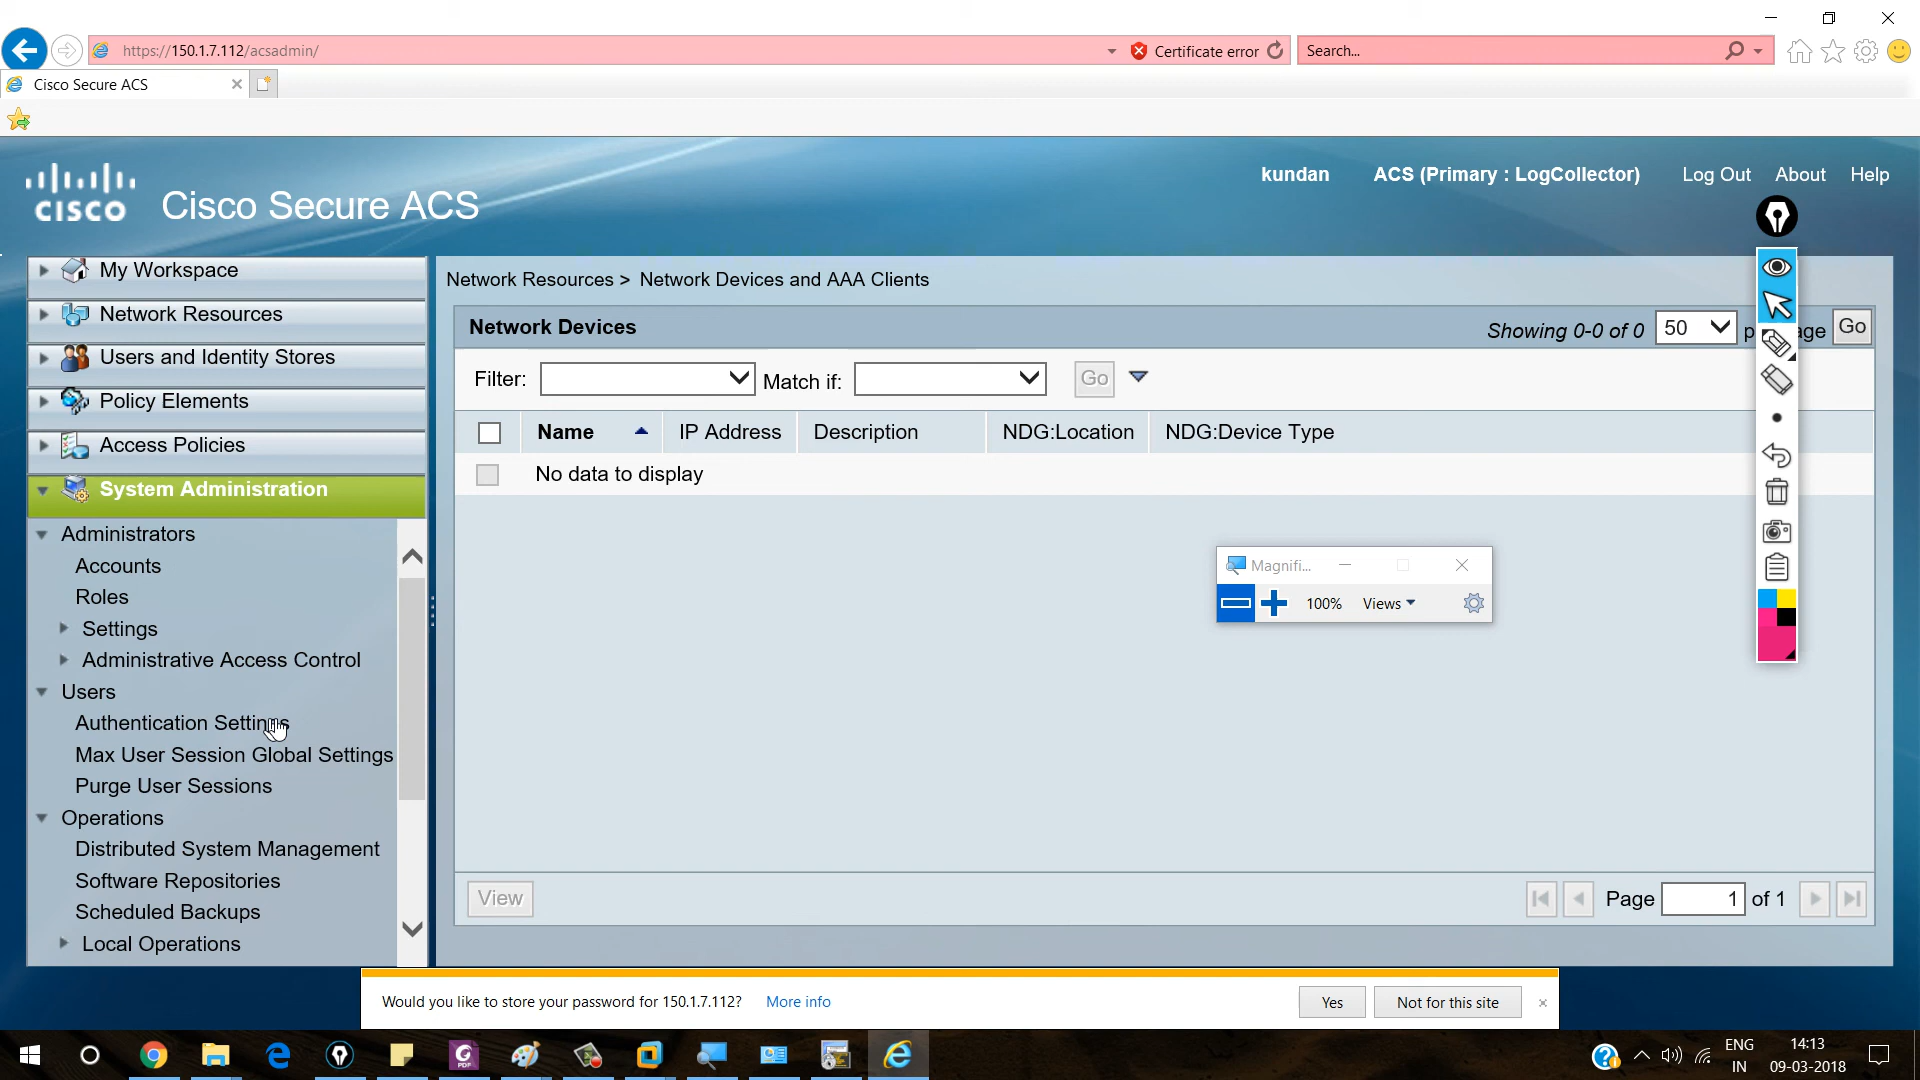 https://150.1.7.112/acsadmin/
Certificate error
Search...
Cisco Secure ACS
CISCO
Cisco Secure ACS
kundan
ACS (Primary : LogCollector)
Log Out
About
Help
My Workspace
Network Resources
Users and Identity Stores
Policy Elements
Access Policies
System Administration
Administrators
Accounts
Roles
Settings
Administrative Access Control
Users
Authentication Settings
Max User Session Global Settings
Purge User Sessions
Operations
Distributed System Management
Software Repositories
Scheduled Backups
Local Operations
Network Resources > Network Devices and AAA Clients
Network Devices
Showing 0-0 of 0
50
Go
Filter:
Match if:
Go
Name
IP Address
Description
NDG:Location
NDG:Device Type
No data to display
Magnifi...
100%
Views
View
Page
1
of 1
Would you like to store your password for 150.1.7.112?
More info
Yes
Not for this site
PDF
ENG
IN
14:13
09-03-2018